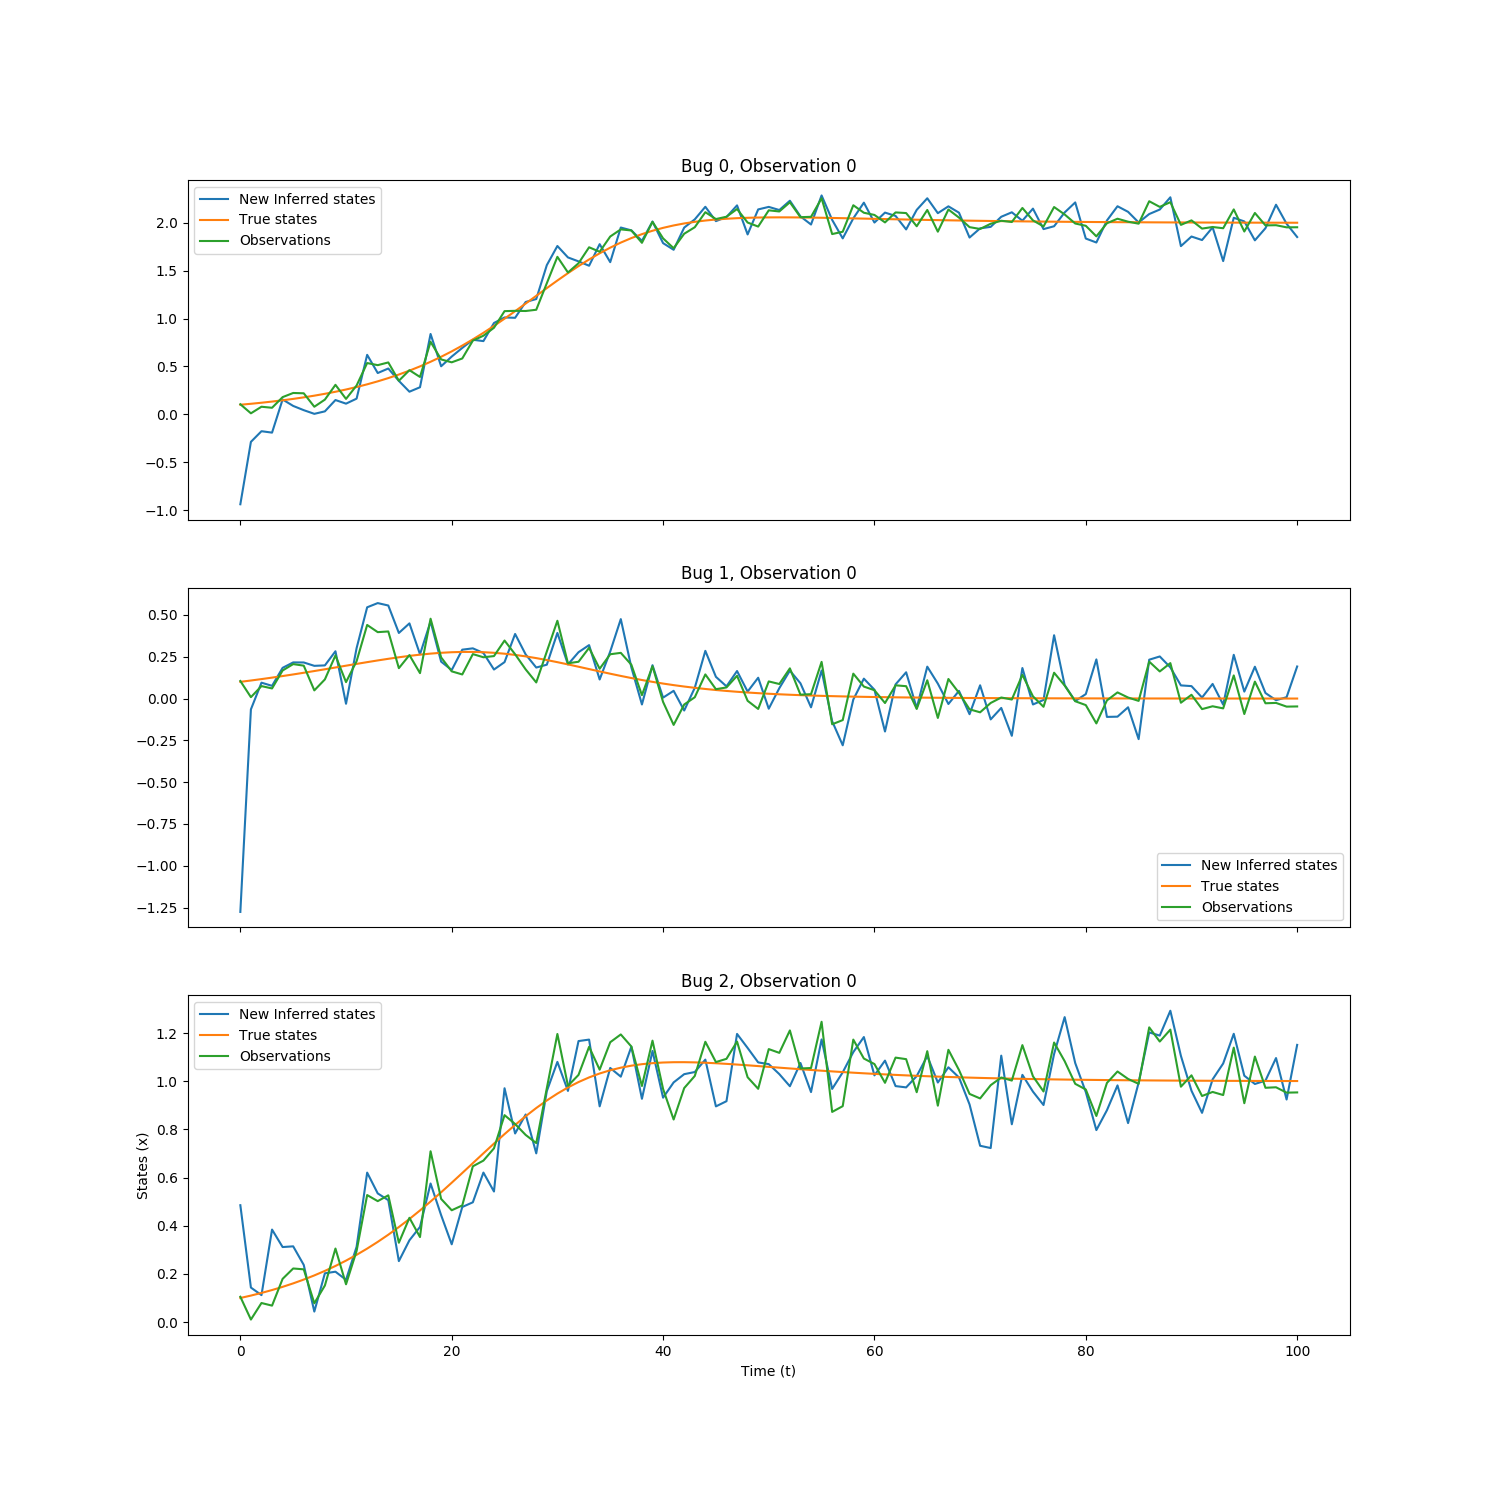 Bug 0, Observation 0
New Inferred states
True states
Observations
2.0
1.5
1.0
0.5
0.0
−0.5
−1.0
Bug 1, Observation 0
0.50
0.25
0.00
−0.25
−0.50
−0.75
−1.00
−1.25
New Inferred states
True states
Observations
Bug 2, Observation 0
New Inferred states
True states
Observations
1.2
1.0
0.8
0.6
0.4
0.2
0.0
States (x)
0 20 40 60 80 100
Time (t)